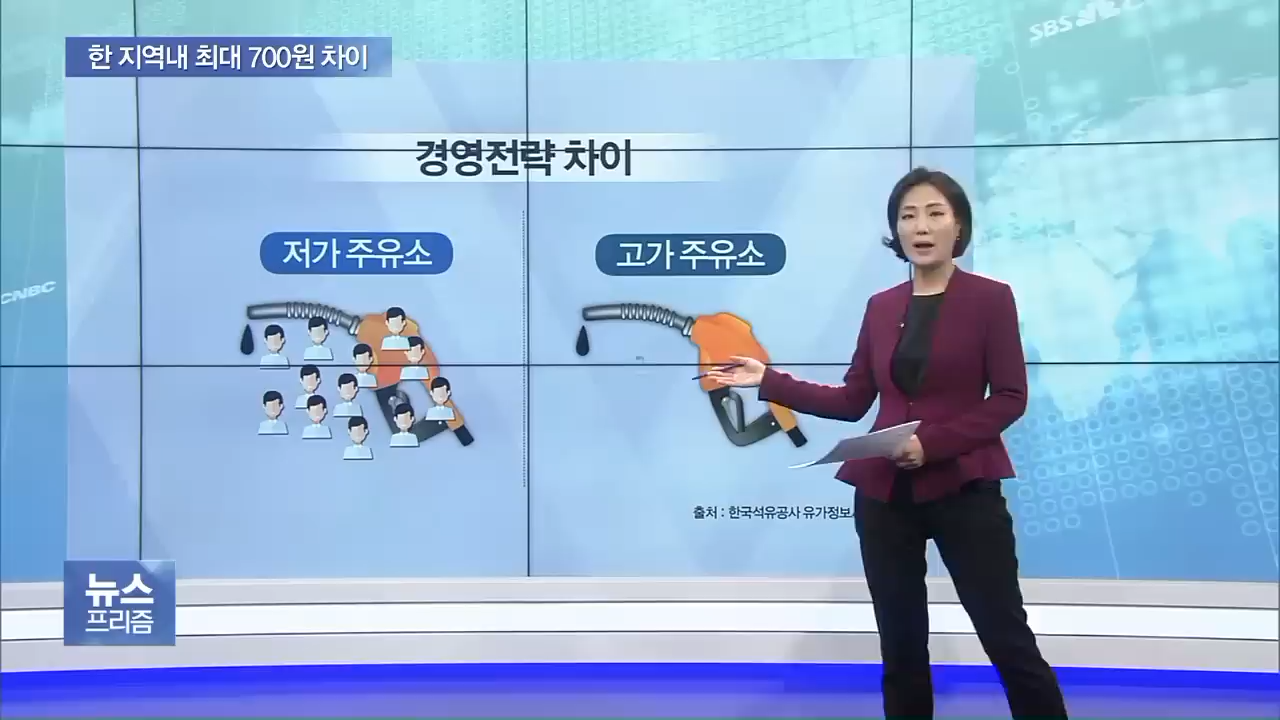 한 지역내 최대 700원 차이
SBS
경영전략 차이
저가 주유소
고가 주유소
CNBC
출처 : 한국석유공사 유가정보
뉴스
프리즘